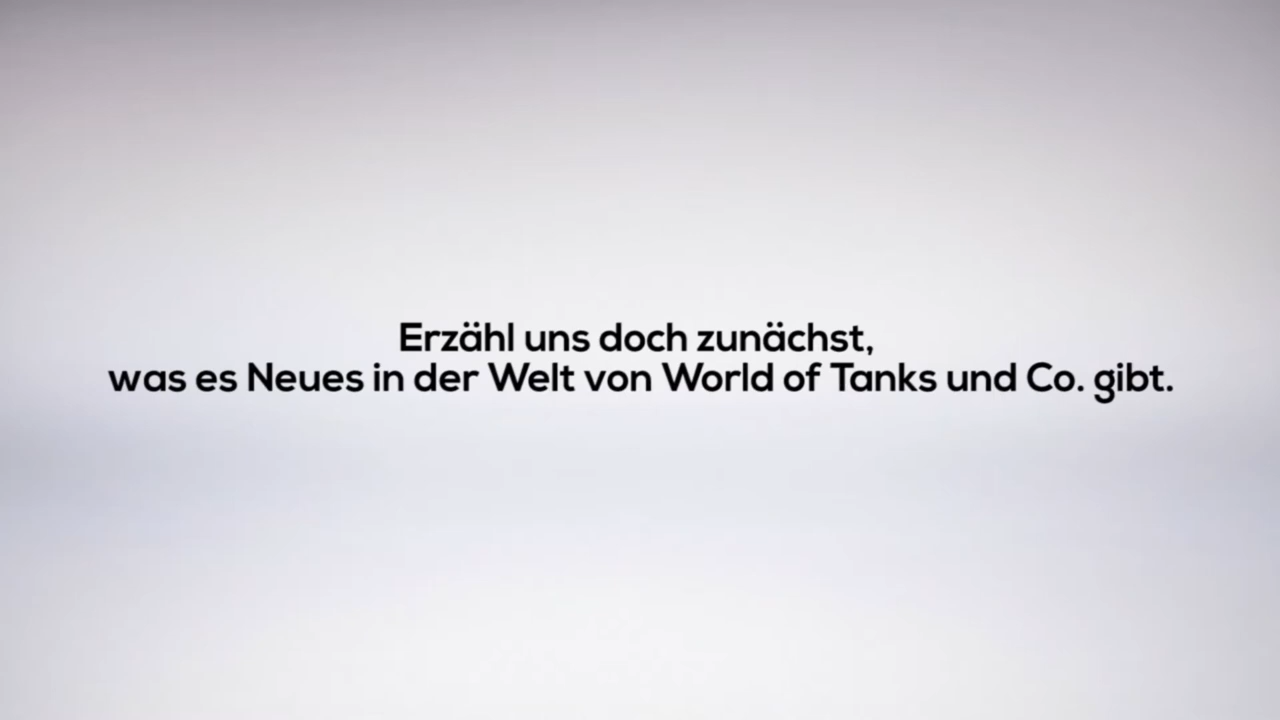 Erzähl uns doch zunächst,
was es Neues in der Welt von World of Tanks und Co. gibt.